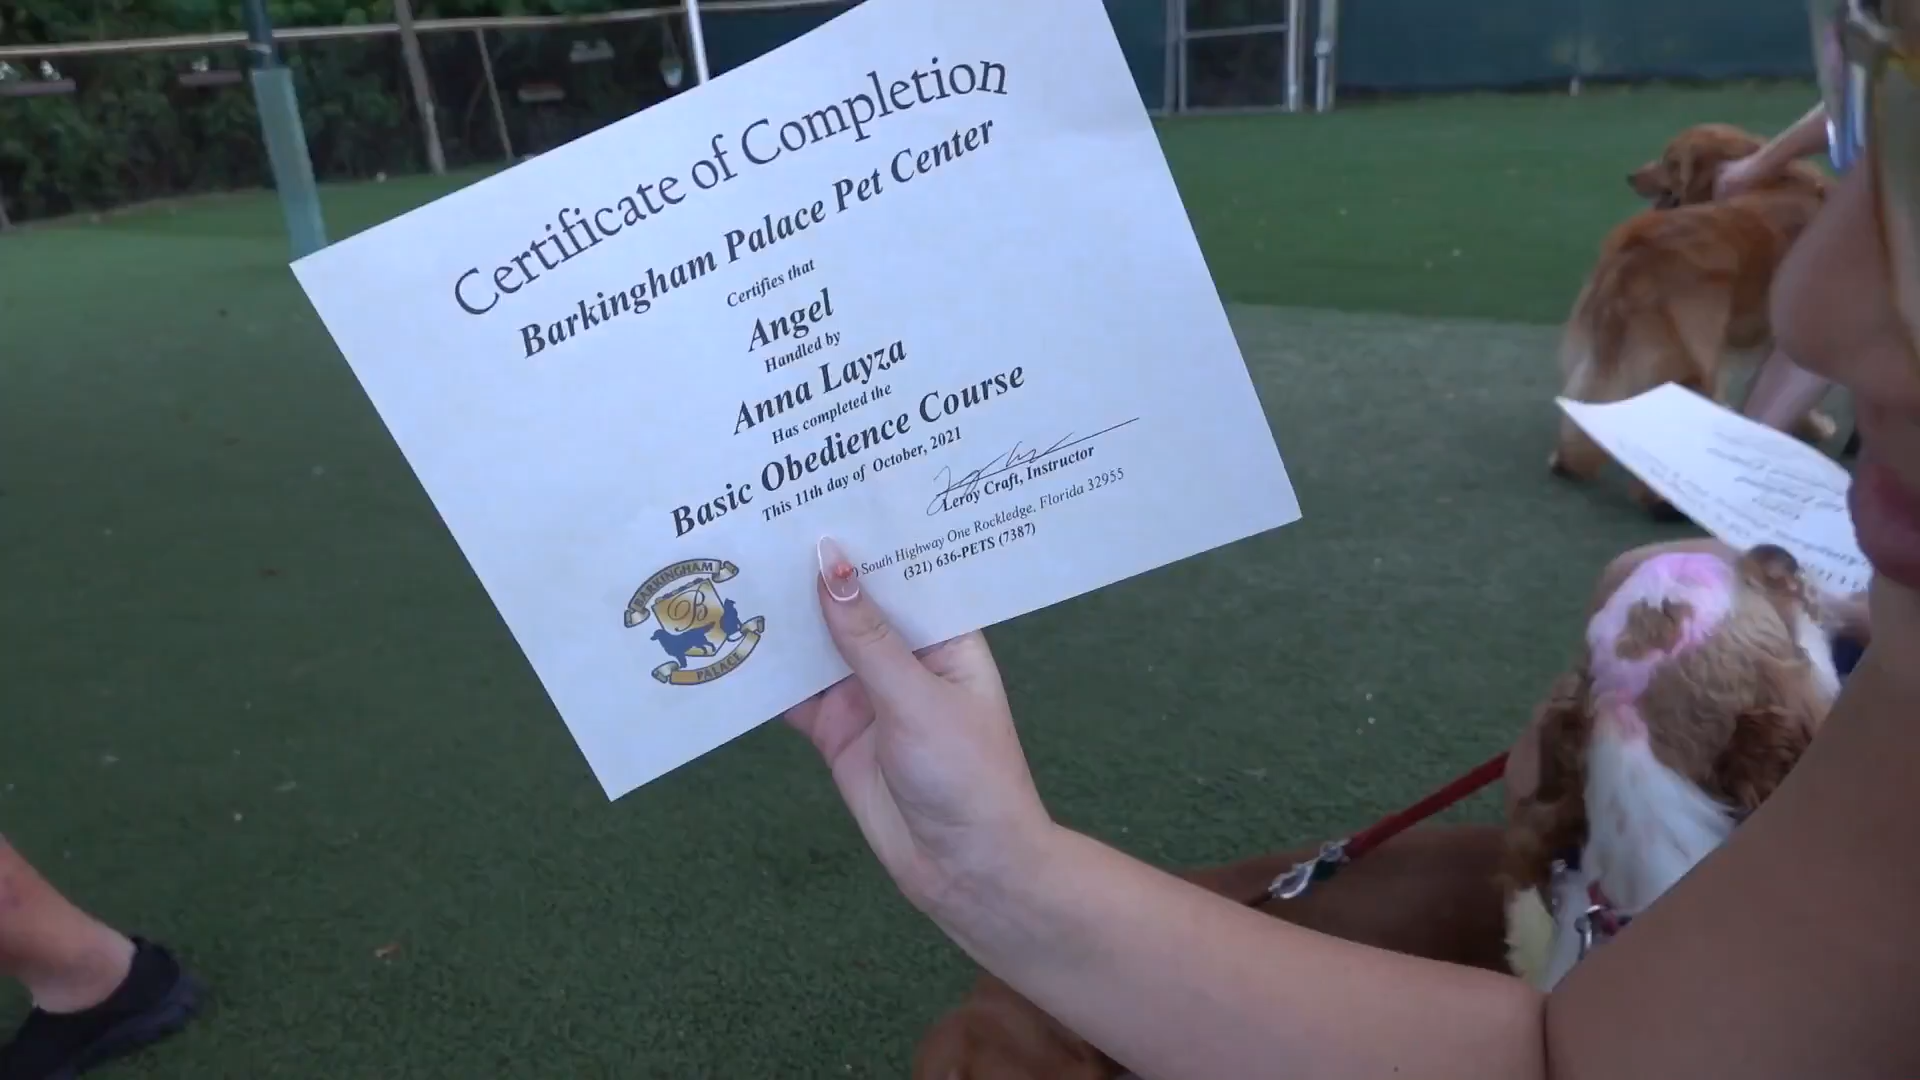 Certificate of Completion
Barkingham Palace Pet Center
Certifies that
Angel
Handled by
Anna Layza
Has completed the
Basic Obedience Course
This 11th day of October, 2021
Leroy Craft, Instructor
South Highway One Rockledge, Florida 32955
(321) 636-PETS (7387)
BARKINGHAM
B
PALACE